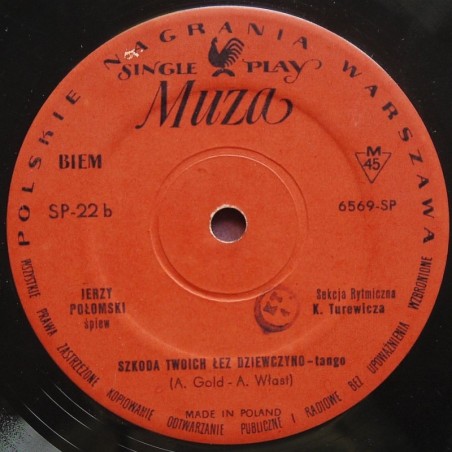 POLSKIE NAGRANIA WARSZAWA
SINGLE PLAY
Muza
BIEM
M
45
SP-22 b
6569-SP
JERZY
POŁOMSKI
śpiew
Sekcja Rytmiczna
K. Turewicza
KT
1
SZKODA TWOICH ŁEZ DZIEWCZYNO - tango
(A. Gold - A. Włast)
MADE IN POLAND
WSZYSTKIE PRAWA ZASTRZEŻONE KOPIOWANIE ODTWARZANIE PUBLICZNE I RADIOWE BEZ UPOWAŻNIENIA WZBRONIONE